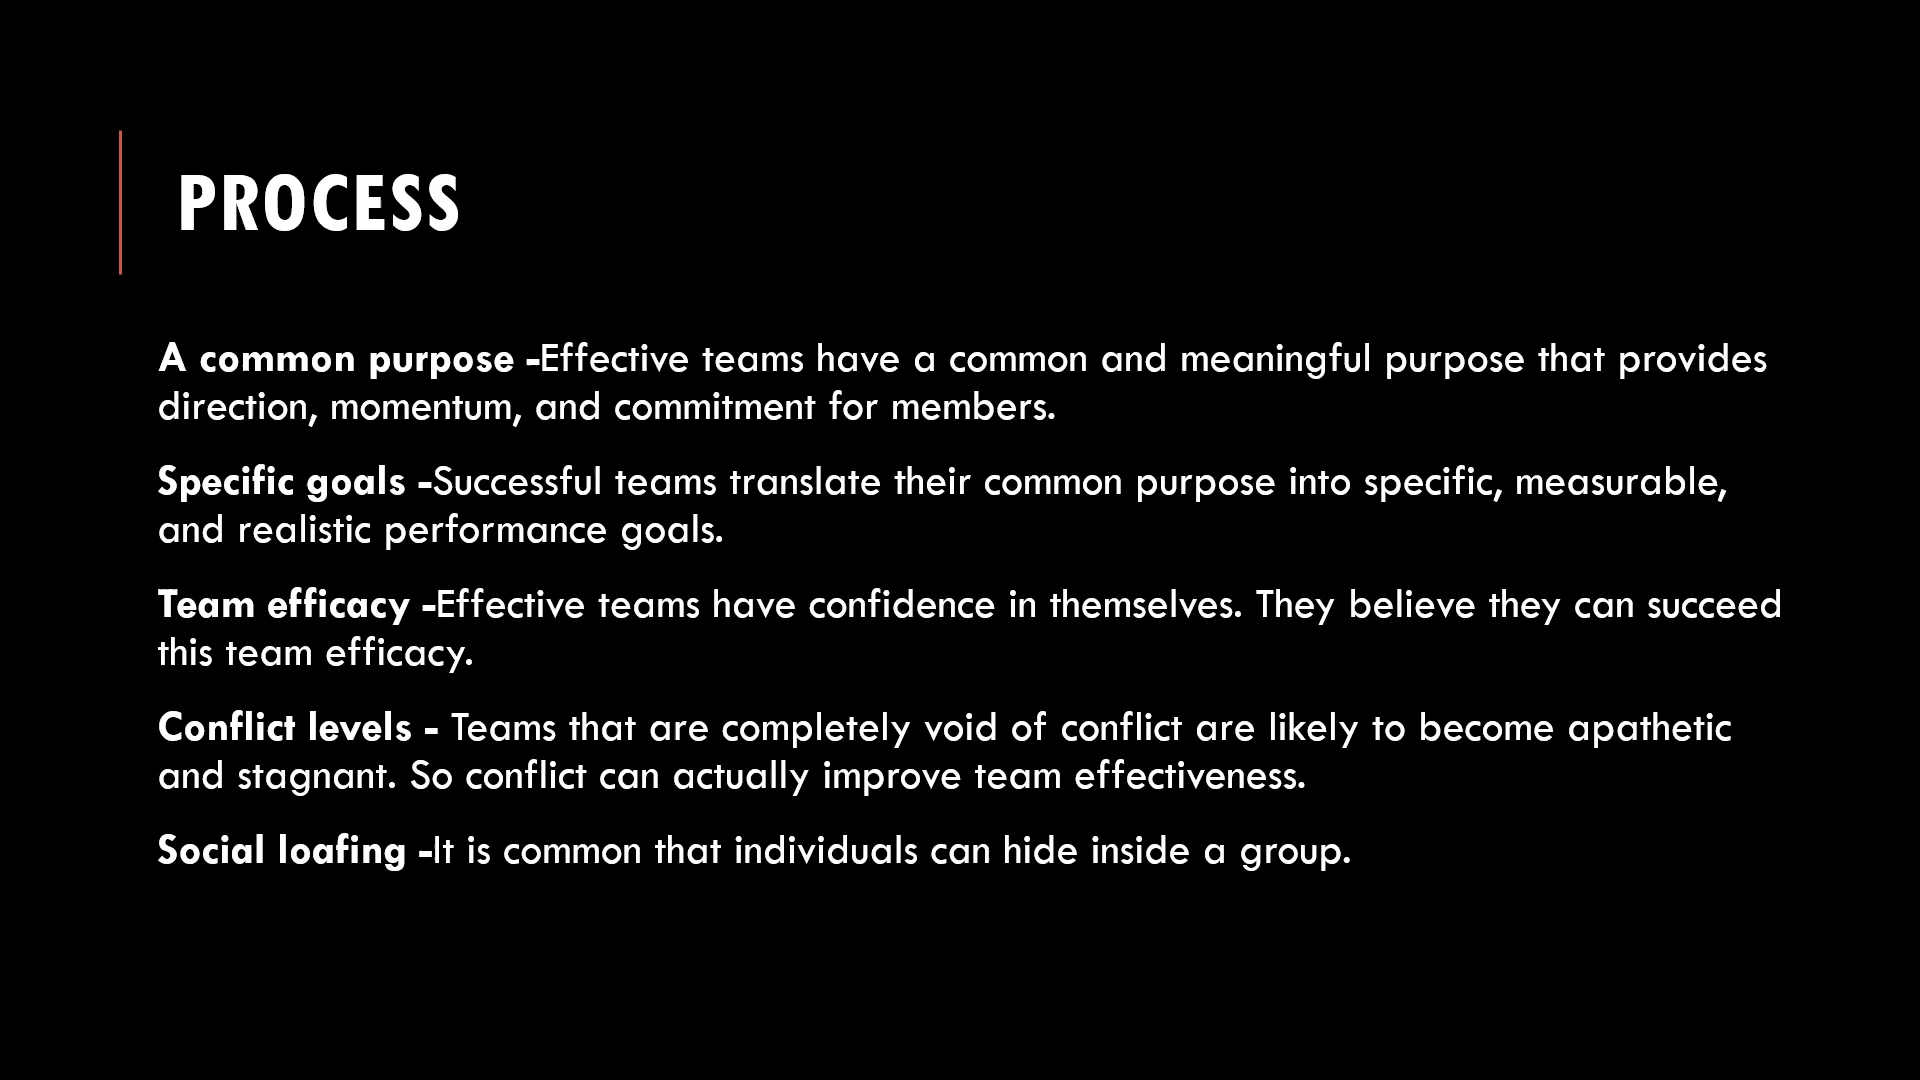 PROCESS
A common purpose -Effective teams have a common and meaningful purpose that provides
direction, momentum, and commitment for members.
Specific goals -Successful teams translate their common purpose into specific, measurable,
and realistic performance goals.
Team efficacy -Effective teams have confidence in themselves. They believe they can succeed
this team efficacy.
Conflict levels - Teams that are completely void of conflict are likely to become apathetic
and stagnant. So conflict can actually improve team effectiveness.
Social loafing -It is common that individuals can hide inside a group.